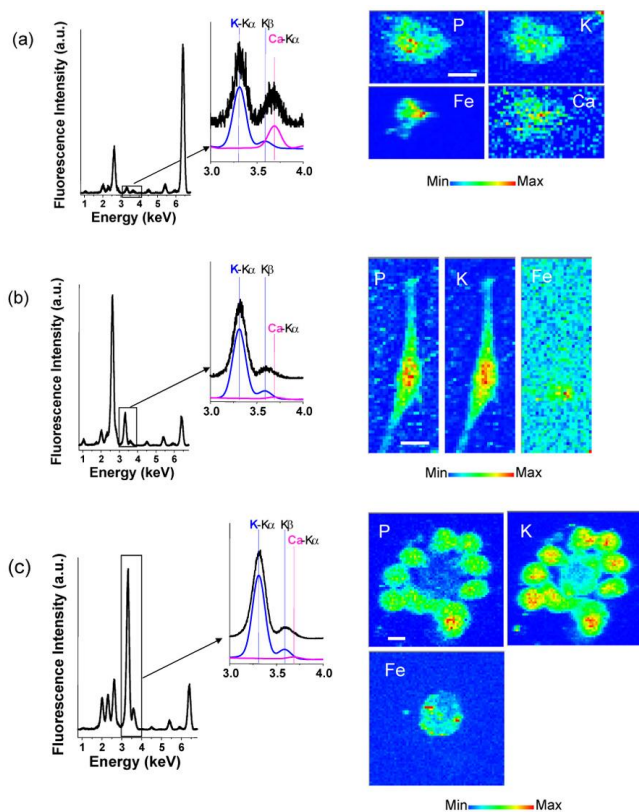 (a)
Fluorescence Intensity (a.u.)
1 2 3 4 5 6
Energy (keV)
K-Kα Kβ
Ca-Kα
3.0 3.5 4.0
P
K
Fe
Ca
Min Max
(b)
Fluorescence Intensity (a.u.)
1 2 3 4 5 6
Energy (keV)
K-Kα Kβ
Ca-Kα
3.0 3.5 4.0
P
K
Fe
Min Max
(c)
Fluorescence Intensity (a.u.)
1 2 3 4 5 6
Energy (keV)
K-Kα Kβ
Ca-Kα
3.0 3.5 4.0
P
K
Fe
Min Max